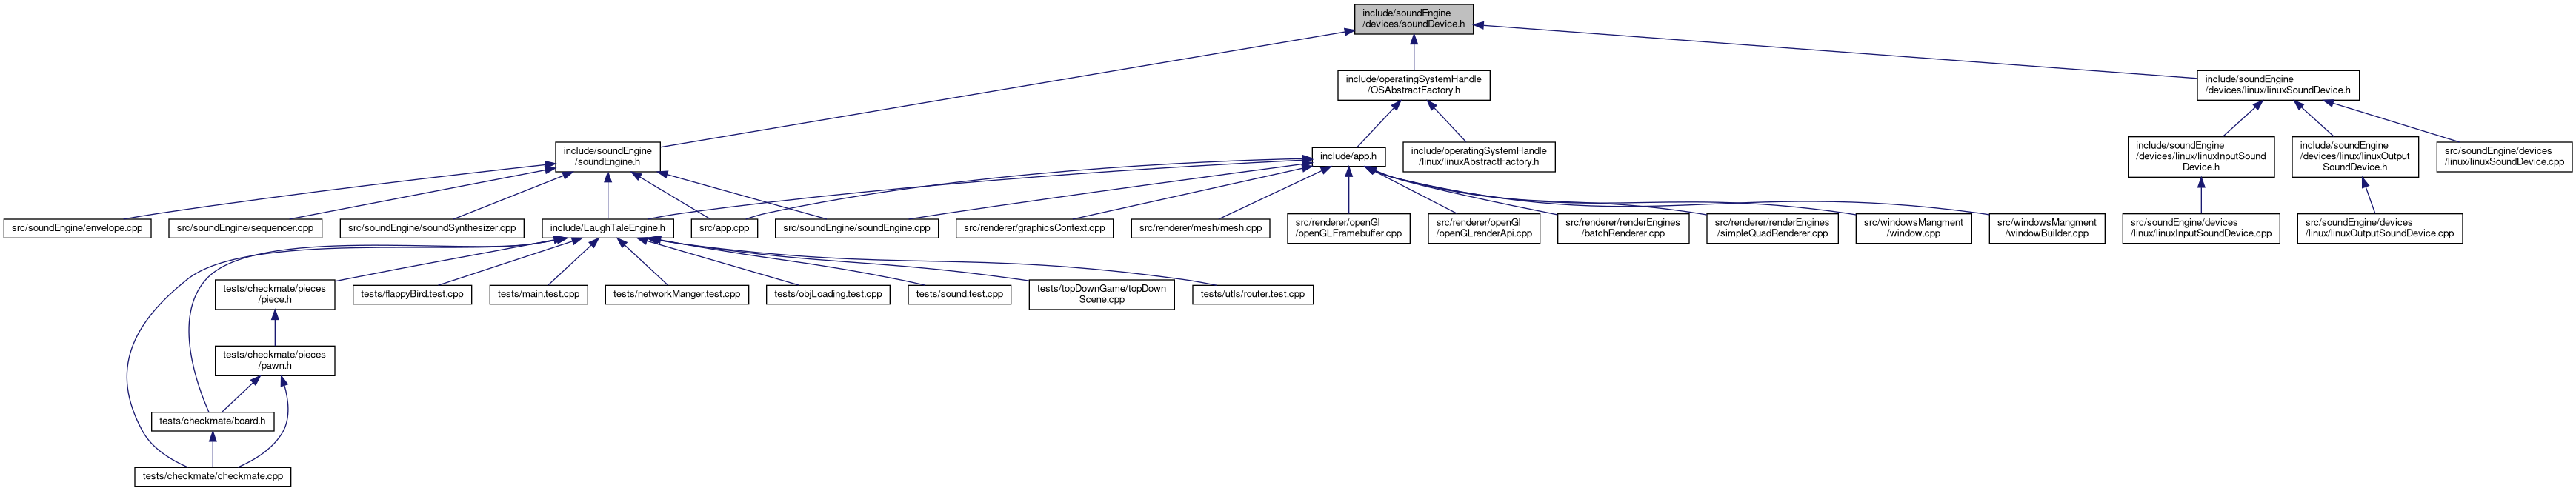 include/soundEngine
/devices/soundDevice.h
include/operatingSystemHandle
/OSAbstractFactory.h
include/soundEngine
/devices/linux/linuxSoundDevice.h
include/soundEngine
/soundEngine.h
include/app.h
include/operatingSystemHandle
/linux/linuxAbstractFactory.h
include/soundEngine
/devices/linux/linuxInputSound
Device.h
include/soundEngine
/devices/linux/linuxOutput
SoundDevice.h
src/soundEngine/devices
/linux/linuxSoundDevice.cpp
src/soundEngine/envelope.cpp
src/soundEngine/sequencer.cpp
src/soundEngine/soundSynthesizer.cpp
include/LaughTaleEngine.h
src/app.cpp
src/soundEngine/soundEngine.cpp
src/renderer/graphicsContext.cpp
src/renderer/mesh/mesh.cpp
src/renderer/openGl
/openGLFramebuffer.cpp
src/renderer/openGl
/openGLrenderApi.cpp
src/renderer/renderEngines
/batchRenderer.cpp
src/renderer/renderEngines
/simpleQuadRenderer.cpp
src/windowsMangment
/window.cpp
src/windowsMangment
/windowBuilder.cpp
src/soundEngine/devices
/linux/linuxInputSoundDevice.cpp
src/soundEngine/devices
/linux/linuxOutputSoundDevice.cpp
tests/checkmate/pieces
/piece.h
tests/flappyBird.test.cpp
tests/main.test.cpp
tests/networkManger.test.cpp
tests/objLoading.test.cpp
tests/sound.test.cpp
tests/topDownGame/topDown
Scene.cpp
tests/utls/router.test.cpp
tests/checkmate/pieces
/pawn.h
tests/checkmate/board.h
tests/checkmate/checkmate.cpp